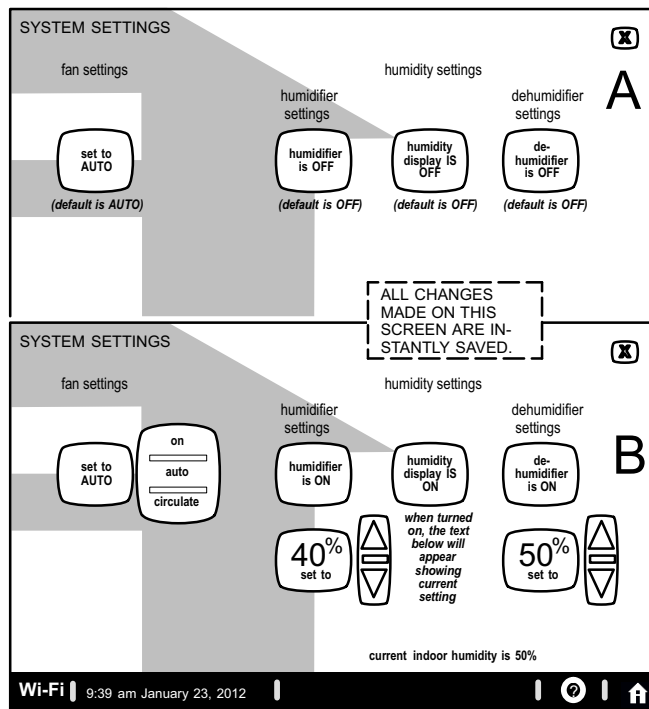 SYSTEM SETTINGS
X
fan settings
humidity settings
A
humidifier
settings
dehumidifier
settings
set to
AUTO
humidifier
is OFF
humidity
display IS
OFF
de-
humidifier
is OFF
(default is AUTO)
(default is OFF)
(default is OFF)
(default is OFF)
ALL CHANGES
MADE ON THIS
SCREEN ARE IN-
STANTLY SAVED.
SYSTEM SETTINGS
X
fan settings
humidity settings
B
humidifier
settings
dehumidifier
settings
set to
AUTO
on
auto
circulate
humidifier
is ON
humidity
display IS
ON
de-
humidifier
is ON
40%
set to
when turned
on, the text
below will
appear
showing
current
setting
50%
set to
current indoor humidity is 50%
Wi-Fi
9:39 am January 23, 2012
?